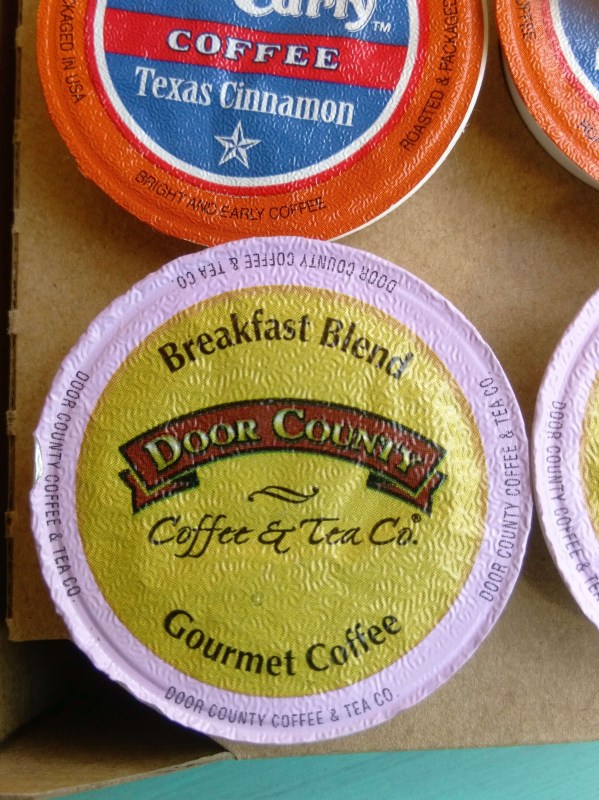 Early™
COFFEE
Texas Cinnamon
PACKAGED IN USA
ROASTED & PACKAGED
BRIGHT AND EARLY COFFEE
DOOR COUNTY COFFEE & TEA CO.
Breakfast Blend
DOOR COUNTY
Coffee & Tea Co.®
Gourmet Coffee
DOOR COUNTY COFFEE & TEA CO.
DOOR COUNTY COFFEE & TEA CO.
DOOR COUNTY COFFEE & TEA CO.
DOOR COUNTY COFFEE & TEA